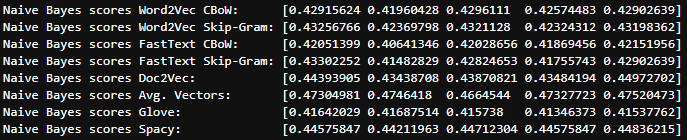 Naive Bayes scores Word2Vec CBoW:      [0.42915624 0.41960428 0.4296111  0.42574483 0.42902639]
Naive Bayes scores Word2Vec Skip-Gram: [0.43256766 0.42369798 0.4321128  0.42324312 0.43198362]
Naive Bayes scores FastText CBoW:      [0.42051399 0.40641346 0.42028656 0.41869456 0.42151956]
Naive Bayes scores FastText Skip-Gram: [0.43302252 0.41482829 0.42824653 0.41755743 0.42902639]
Naive Bayes scores Doc2Vec:            [0.44393905 0.43438708 0.43870821 0.43484194 0.44972702]
Naive Bayes scores Avg. Vectors:       [0.47304981 0.4746418  0.4664544  0.47327723 0.47520473]
Naive Bayes scores Glove:              [0.41642029 0.41687514 0.415738   0.41346373 0.41537762]
Naive Bayes scores Spacy:              [0.44575847 0.44211963 0.44712304 0.44575847 0.44836215]